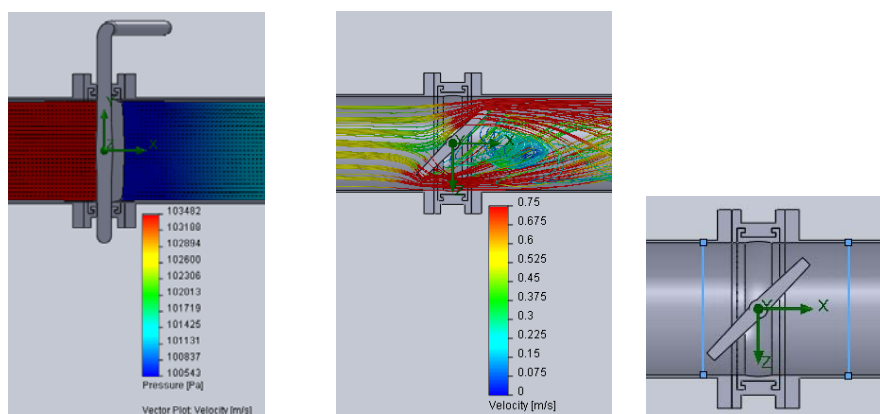 Y
X
Z
103482
103188
102894
102600
102306
102013
101719
101425
101131
100837
100543
Pressure [Pa]
Vector Plot: Velocity [m/s]
Y
X
Z
0.75
0.675
0.6
0.525
0.45
0.375
0.3
0.225
0.15
0.075
0
Velocity [m/s]
Y
X
Z